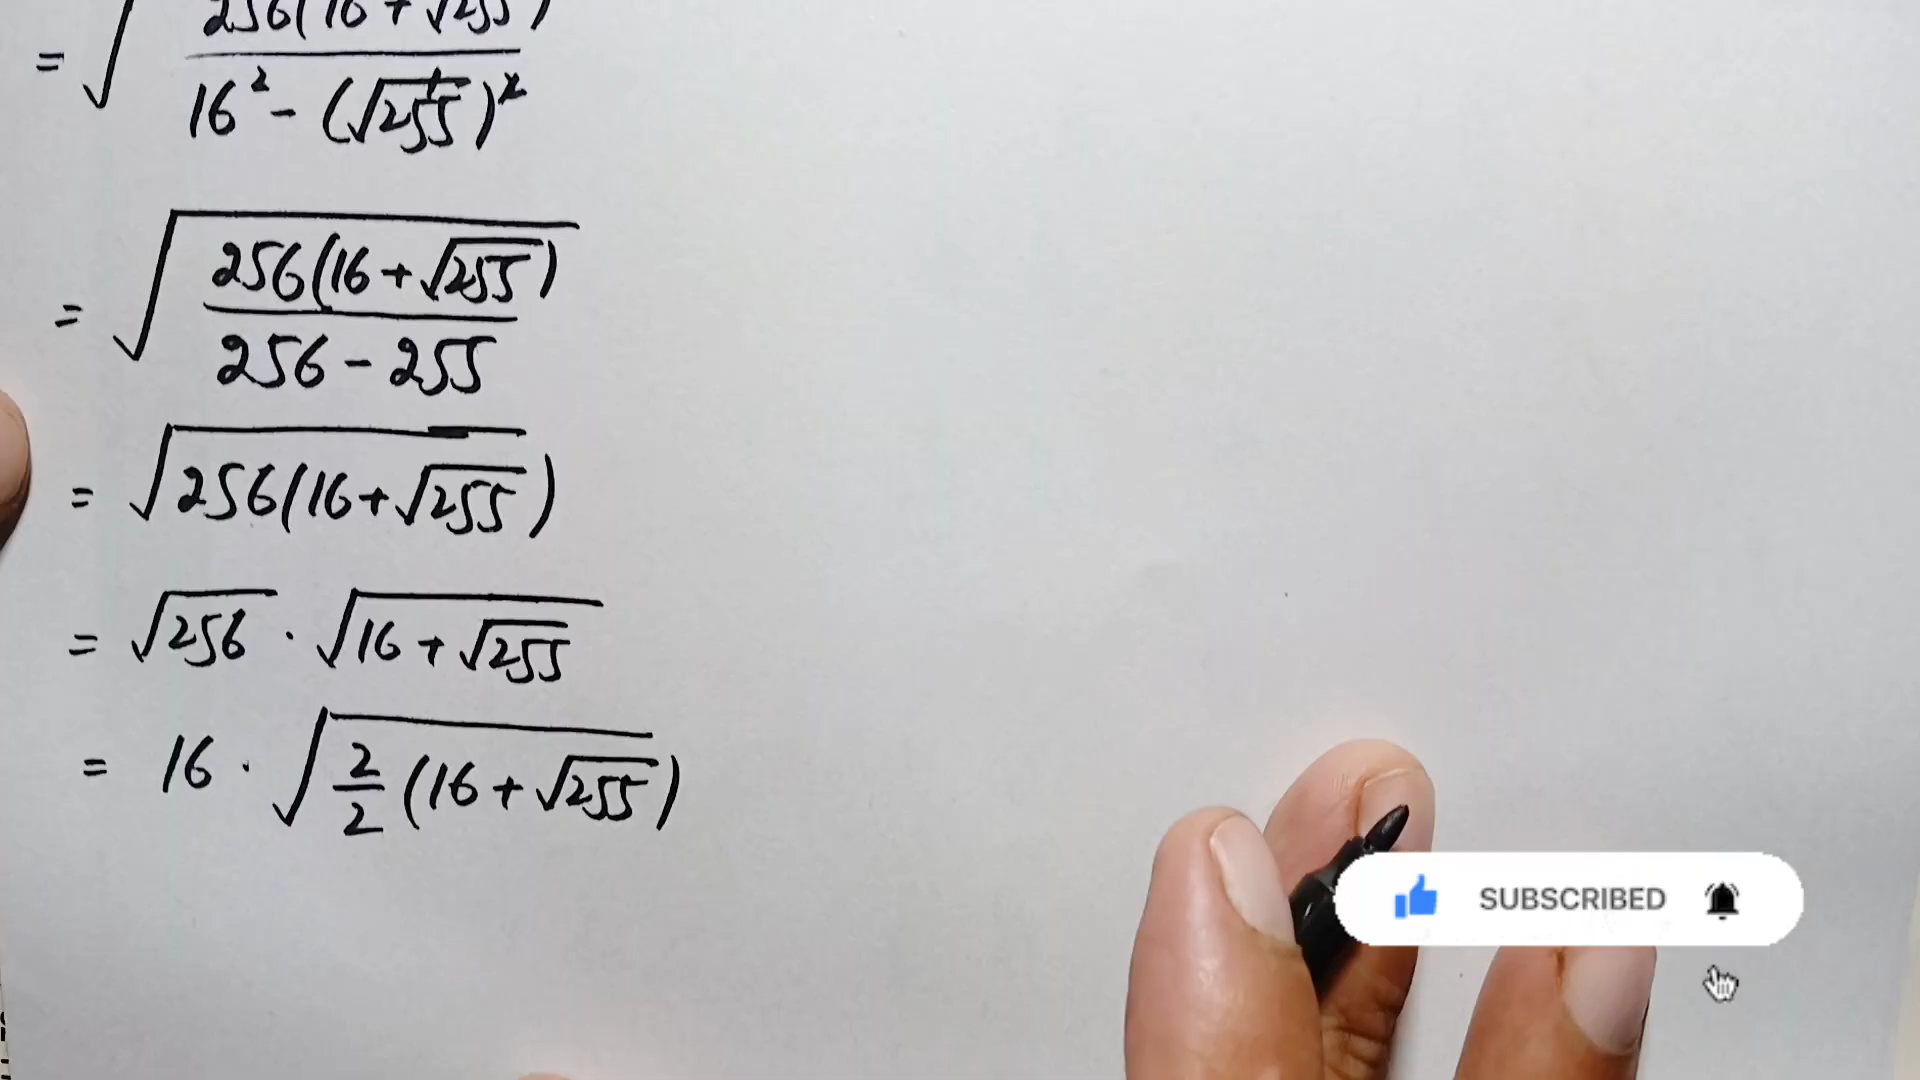 = √ 256(16 + √255)
16² - (√255)²
= √ 256(16 + √255)
256 - 255
= √256(16 + √255)
= √256 · √16 + √255
= 16 · √ 2/2 (16 + √255)
SUBSCRIBED